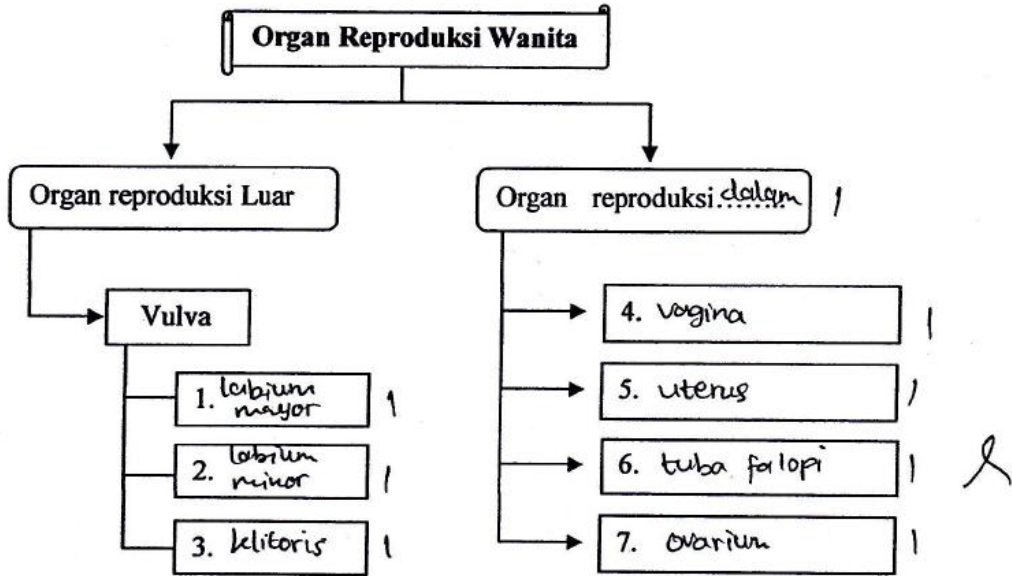 Organ Reproduksi Wanita
Organ reproduksi Luar
Organ reproduksi dalam 1
Vulva
1. labium
mayor 1
2. labium
minor 1
3. klitoris 1
4. vagina 1
5. uterus 1
6. tuba falopi 1
7. ovarium 1